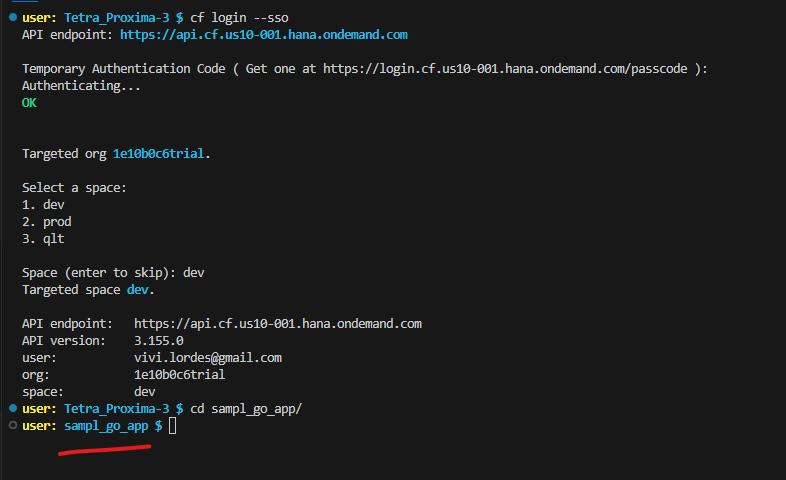 user: Tetra_Proxima-3 $ cf login --sso
API endpoint: https://api.cf.us10-001.hana.ondemand.com
Temporary Authentication Code ( Get one at https://login.cf.us10-001.hana.ondemand.com/passcode ):
Authenticating...
OK
Targeted org 1e10b0c6trial.
Select a space:
1. dev
2. prod
3. qlt
Space (enter to skip): dev
Targeted space dev.
API endpoint: https://api.cf.us10-001.hana.ondemand.com
API version: 3.155.0
user: vivi.lordes@gmail.com
org: 1e10b0c6trial
space: dev
user: Tetra_Proxima-3 $ cd sampl_go_app/
user: sampl_go_app $